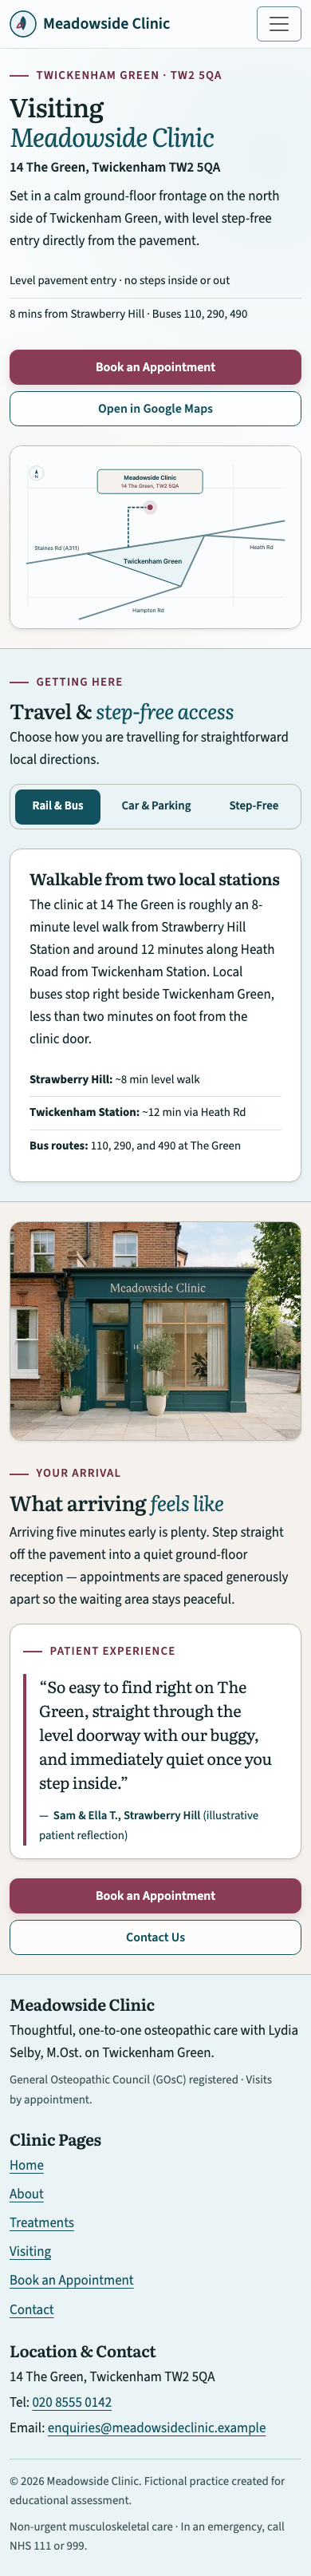 Meadowside Clinic
TWICKENHAM GREEN · TW2 5QA
Visiting
Meadowside Clinic
14 The Green, Twickenham TW2 5QA
Set in a calm ground-floor frontage on the north
side of Twickenham Green, with level step-free
entry directly from the pavement.
Level pavement entry · no steps inside or out
8 mins from Strawberry Hill · Buses 110, 290, 490
Book an Appointment
Open in Google Maps
N
Meadowside Clinic
14 The Green, TW2 5QA
Staines Rd (A311)
Heath Rd
Twickenham Green
Hampton Rd
GETTING HERE
Travel & step-free access
Choose how you are travelling for straightforward
local directions.
Rail & Bus
Car & Parking
Step-Free
Walkable from two local stations
The clinic at 14 The Green is roughly an 8-
minute level walk from Strawberry Hill
Station and around 12 minutes along Heath
Road from Twickenham Station. Local
buses stop right beside Twickenham Green,
less than two minutes on foot from the
clinic door.
Strawberry Hill: ~8 min level walk
Twickenham Station: ~12 min via Heath Rd
Bus routes: 110, 290, and 490 at The Green
Meadowside Clinic
YOUR ARRIVAL
What arriving feels like
Arriving five minutes early is plenty. Step straight
off the pavement into a quiet ground-floor
reception — appointments are spaced generously
apart so the waiting area stays peaceful.
PATIENT EXPERIENCE
“So easy to find right on The
Green, straight through the
level doorway with our buggy,
and immediately quiet once you
step inside.”
— Sam & Ella T., Strawberry Hill (illustrative
patient reflection)
Book an Appointment
Contact Us
Meadowside Clinic
Thoughtful, one-to-one osteopathic care with Lydia
Selby, M.Ost. on Twickenham Green.
General Osteopathic Council (GOsC) registered · Visits
by appointment.
Clinic Pages
Home
About
Treatments
Visiting
Book an Appointment
Contact
Location & Contact
14 The Green, Twickenham TW2 5QA
Tel: 020 8555 0142
Email: enquiries@meadowsideclinic.example
© 2026 Meadowside Clinic. Fictional practice created for
educational assessment.
Non-urgent musculoskeletal care · In an emergency, call
NHS 111 or 999.